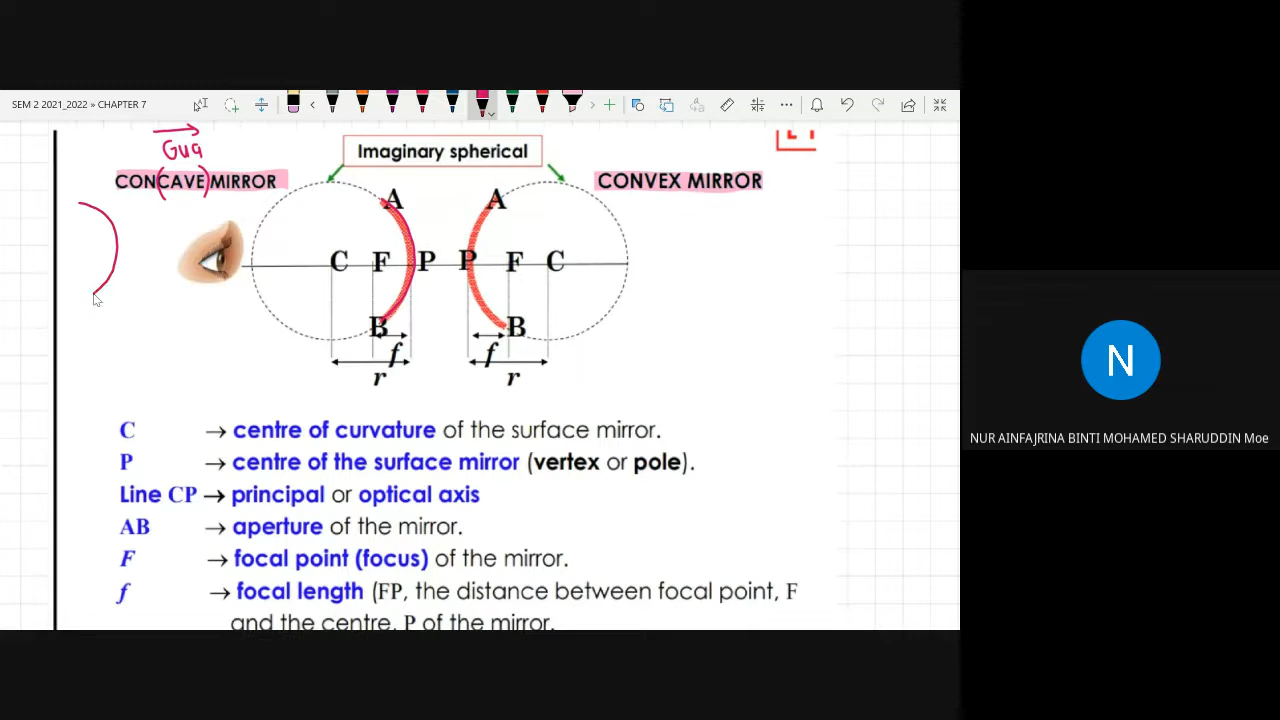 SEM 2 2021_2022 » CHAPTER 7
Gua
Imaginary spherical
CON(CAVE)MIRROR
CONVEX MIRROR
A A
C F P P F C
B B
f f
r r
C → centre of curvature of the surface mirror.
P → centre of the surface mirror (vertex or pole).
Line CP → principal or optical axis
AB → aperture of the mirror.
F → focal point (focus) of the mirror.
f → focal length (FP, the distance between focal point, F
and the centre, P of the mirror.
N
NUR AINFAJRINA BINTI MOHAMED SHARUDDIN Moe